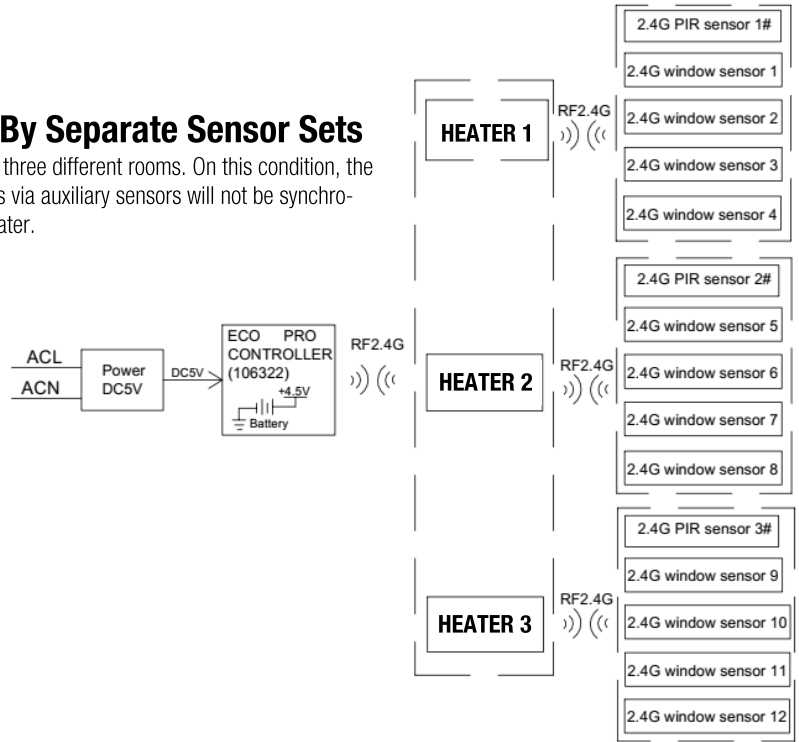 By Separate Sensor Sets
three different rooms. On this condition, the
s via auxiliary sensors will not be synchro-
ater.
ACL
ACN
Power
DC5V
DC5V
ECO PRO
CONTROLLER
(106322)
+4.5V
Battery
RF2.4G
HEATER 1
RF2.4G
2.4G PIR sensor 1#
2.4G window sensor 1
2.4G window sensor 2
2.4G window sensor 3
2.4G window sensor 4
HEATER 2
RF2.4G
2.4G PIR sensor 2#
2.4G window sensor 5
2.4G window sensor 6
2.4G window sensor 7
2.4G window sensor 8
HEATER 3
RF2.4G
2.4G PIR sensor 3#
2.4G window sensor 9
2.4G window sensor 10
2.4G window sensor 11
2.4G window sensor 12